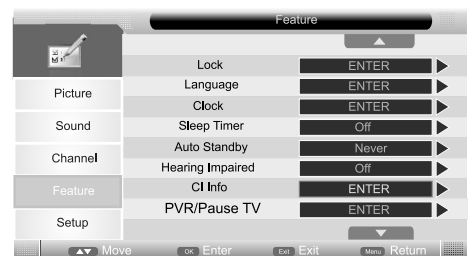 Feature
Lock ENTER
Language ENTER
Picture
Clock ENTER
Sound
Sleep Timer Off
Auto Standby Never
Channel
Hearing Impaired Off
Feature
CI Info ENTER
PVR/Pause TV ENTER
Setup
Move OK Enter Exit Exit Menu Return